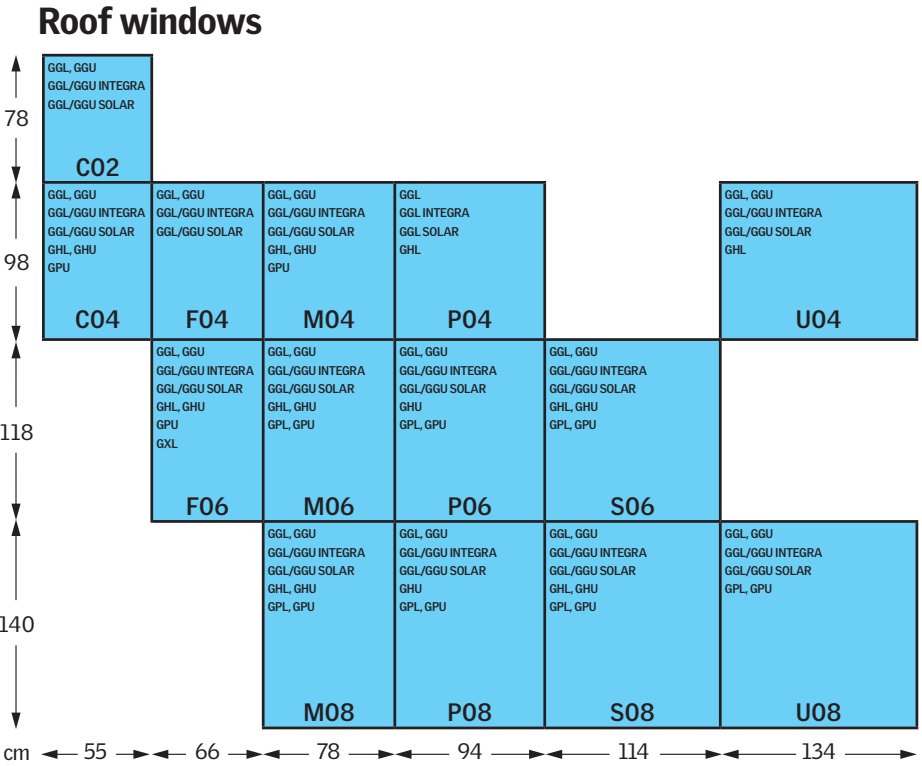 Roof windows
78
GGL, GGU
GGL/GGU INTEGRA
GGL/GGU SOLAR
C02
98
GGL, GGU
GGL/GGU INTEGRA
GGL/GGU SOLAR
GHL, GHU
GPU
C04
GGL, GGU
GGL/GGU INTEGRA
GGL/GGU SOLAR
F04
GGL, GGU
GGL/GGU INTEGRA
GGL/GGU SOLAR
GHL, GHU
GPU
M04
GGL
GGL INTEGRA
GGL SOLAR
GHL
P04
GGL, GGU
GGL/GGU INTEGRA
GGL/GGU SOLAR
GHL
U04
118
GGL, GGU
GGL/GGU INTEGRA
GGL/GGU SOLAR
GHL, GHU
GPU
GXL
F06
GGL, GGU
GGL/GGU INTEGRA
GGL/GGU SOLAR
GHL, GHU
GPL, GPU
M06
GGL, GGU
GGL/GGU INTEGRA
GGL/GGU SOLAR
GHU
GPL, GPU
P06
GGL, GGU
GGL/GGU INTEGRA
GGL/GGU SOLAR
GHL, GHU
GPL, GPU
S06
140
GGL, GGU
GGL/GGU INTEGRA
GGL/GGU SOLAR
GHL, GHU
GPL, GPU
M08
GGL, GGU
GGL/GGU INTEGRA
GGL/GGU SOLAR
GHU
GPL, GPU
P08
GGL, GGU
GGL/GGU INTEGRA
GGL/GGU SOLAR
GHL, GHU
GPL, GPU
S08
GGL, GGU
GGL/GGU INTEGRA
GGL/GGU SOLAR
GPL, GPU
U08
cm 55 66 78 94 114 134